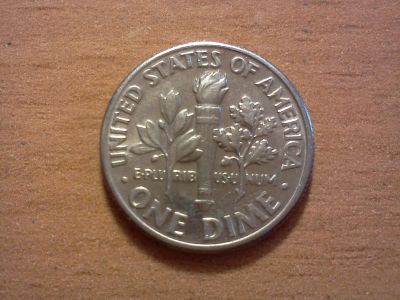 UNITED STATES OF AMERICA
E·PLURIBUS·UNUM
· ONE DIME ·